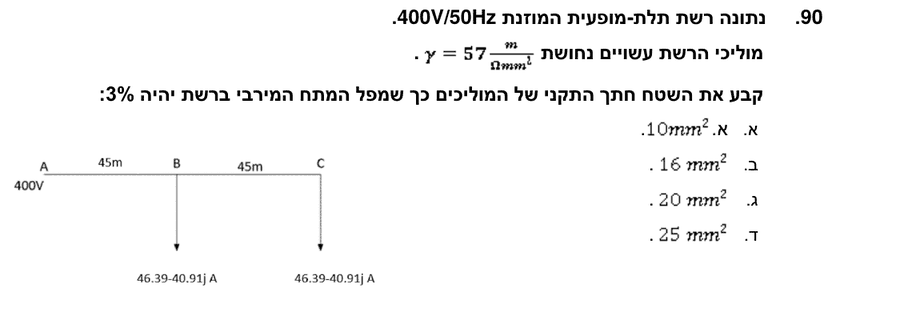 90. נתונה רשת תלת-מופעית המוזנת 400V/50Hz.
מוליכי הרשת עשויים נחושת γ = 57 m/Ωmm² .
קבע את השטח חתך התקני של המוליכים כך שמפל המתח המירבי ברשת יהיה 3%:
א. א. 10mm².
ב. 16 mm² .
ג. 20 mm² .
ד. 25 mm² .
A 45m B 45m C
400V
46.39-40.91j A 46.39-40.91j A